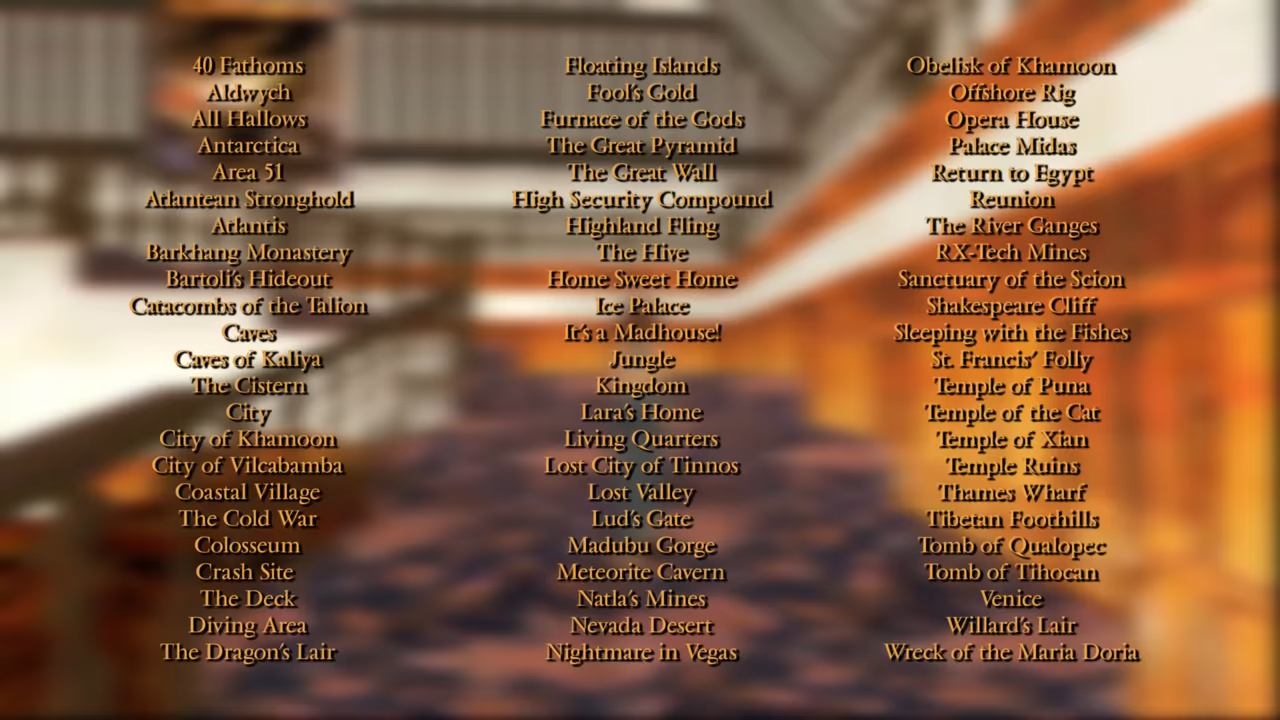 40 Fathoms
Aldwych
All Hallows
Antarctica
Area 51
Atlantean Stronghold
Atlantis
Barkhang Monastery
Bartoli's Hideout
Catacombs of the Talion
Caves
Caves of Kaliya
The Cistern
City
City of Khamoon
City of Vilcabamba
Coastal Village
The Cold War
Colosseum
Crash Site
The Deck
Diving Area
The Dragon's Lair
Floating Islands
Fool's Gold
Furnace of the Gods
The Great Pyramid
The Great Wall
High Security Compound
Highland Fling
The Hive
Home Sweet Home
Ice Palace
It's a Madhouse!
Jungle
Kingdom
Lara's Home
Living Quarters
Lost City of Tinnos
Lost Valley
Lud's Gate
Madubu Gorge
Meteorite Cavern
Natla's Mines
Nevada Desert
Nightmare in Vegas
Obelisk of Khamoon
Offshore Rig
Opera House
Palace Midas
Return to Egypt
Reunion
The River Ganges
RX-Tech Mines
Sanctuary of the Scion
Shakespeare Cliff
Sleeping with the Fishes
St. Francis' Folly
Temple of Puna
Temple of the Cat
Temple of Xian
Temple Ruins
Thames Wharf
Tibetan Foothills
Tomb of Qualopec
Tomb of Tihocan
Venice
Willard's Lair
Wreck of the Maria Doria